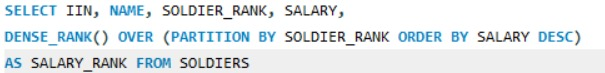 SELECT IIN, NAME, SOLDIER_RANK, SALARY,
DENSE_RANK() OVER (PARTITION BY SOLDIER_RANK ORDER BY SALARY DESC)
AS SALARY_RANK FROM SOLDIERS